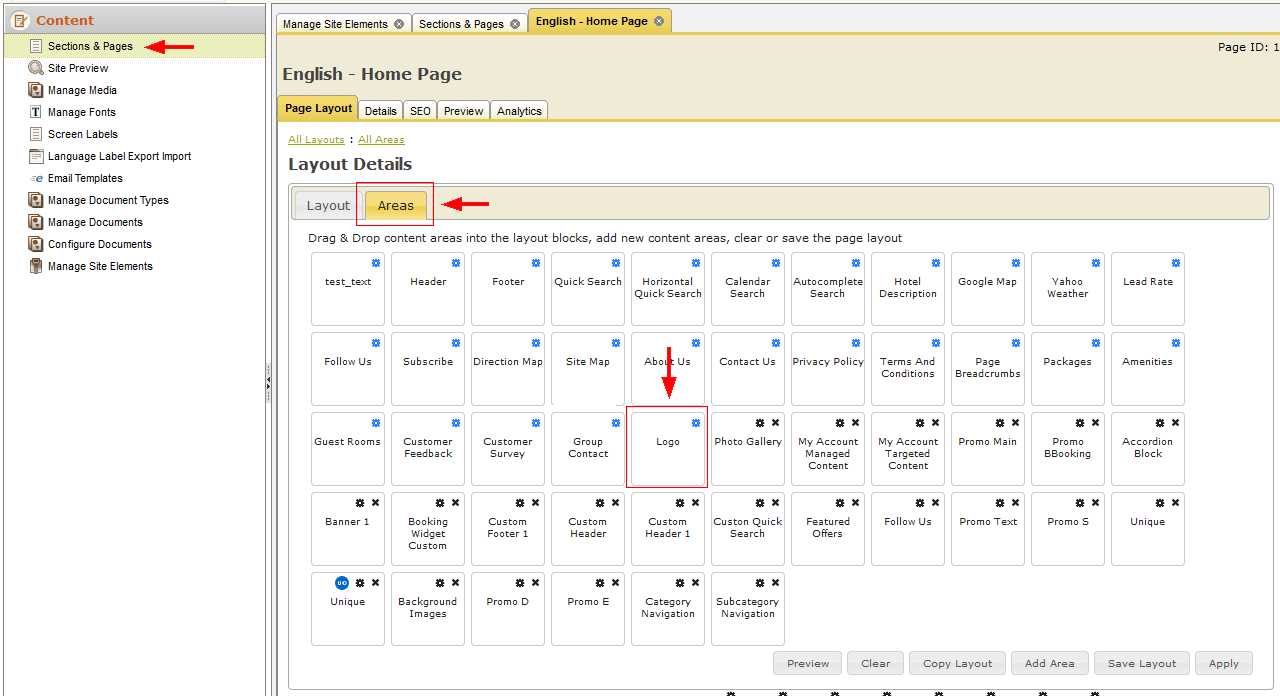 Content
Sections & Pages
Site Preview
Manage Media
Manage Fonts
Screen Labels
Language Label Export Import
Email Templates
Manage Document Types
Manage Documents
Configure Documents
Manage Site Elements
Manage Site Elements
Sections & Pages
English - Home Page
Page ID: 1
English - Home Page
Page Layout
Details
SEO
Preview
Analytics
All Layouts : All Areas
Layout Details
Layout
Areas
Drag & Drop content areas into the layout blocks, add new content areas, clear or save the page layout
test_text
Header
Footer
Quick Search
Horizontal
Quick Search
Calendar
Search
Autocomplete
Search
Hotel
Description
Google Map
Yahoo
Weather
Lead Rate
Follow Us
Subscribe
Direction Map
Site Map
About Us
Contact Us
Privacy Policy
Terms And
Conditions
Page
Breadcrumbs
Packages
Amenities
Guest Rooms
Customer
Feedback
Customer
Survey
Group
Contact
Logo
Photo Gallery
My Account
Managed
Content
My Account
Targeted
Content
Promo Main
Promo
BBooking
Accordion
Block
Banner 1
Booking
Widget
Custom
Custom
Footer 1
Custom
Header
Custom
Header 1
Custon Quick
Search
Featured
Offers
Follow Us
Promo Text
Promo S
Unique
UO
Unique
Background
Images
Promo D
Promo E
Category
Navigation
Subcategory
Navigation
Preview
Clear
Copy Layout
Add Area
Save Layout
Apply